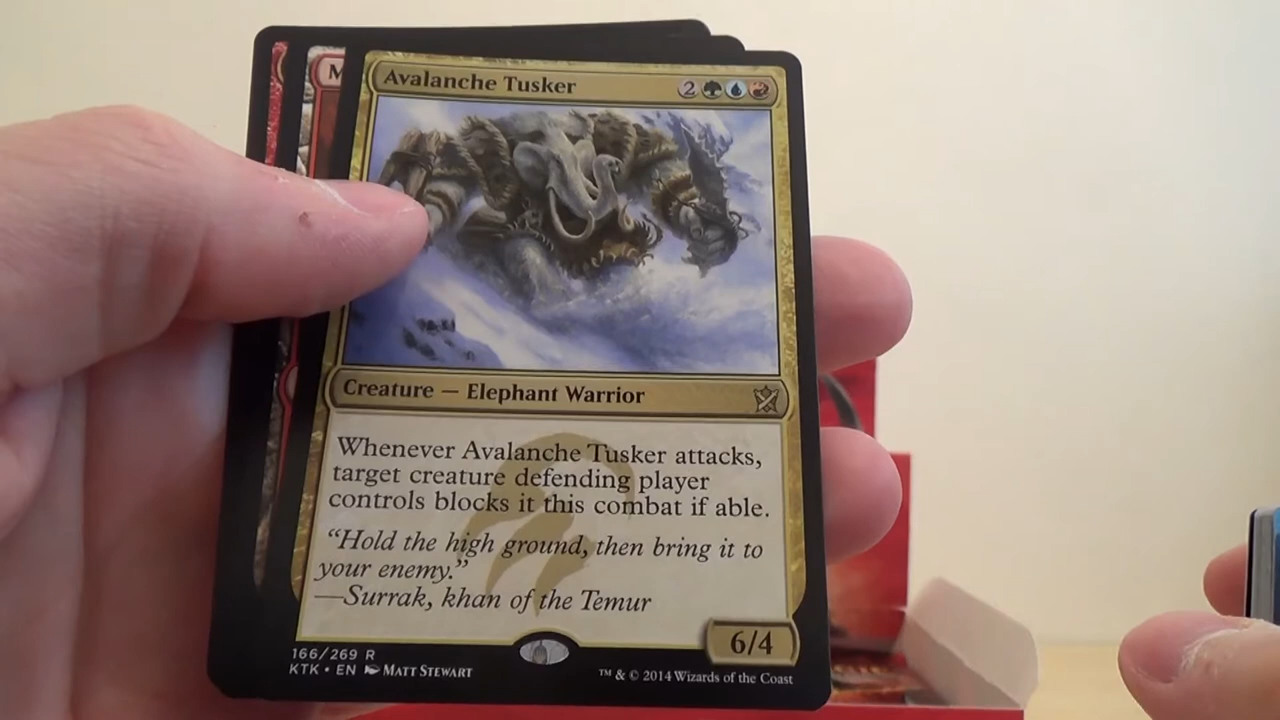 M
Avalanche Tusker
2
Creature — Elephant Warrior
Whenever Avalanche Tusker attacks,
target creature defending player
controls blocks it this combat if able.
“Hold the high ground, then bring it to
your enemy.”
—Surrak, khan of the Temur
6/4
166/269 R
KTK • EN Matt Stewart
™ & © 2014 Wizards of the Coast